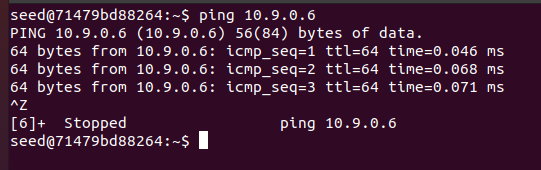 seed@71479bd88264:~$ ping 10.9.0.6
PING 10.9.0.6 (10.9.0.6) 56(84) bytes of data.
64 bytes from 10.9.0.6: icmp_seq=1 ttl=64 time=0.046 ms
64 bytes from 10.9.0.6: icmp_seq=2 ttl=64 time=0.068 ms
64 bytes from 10.9.0.6: icmp_seq=3 ttl=64 time=0.071 ms
^Z
[6]+  Stopped                 ping 10.9.0.6
seed@71479bd88264:~$